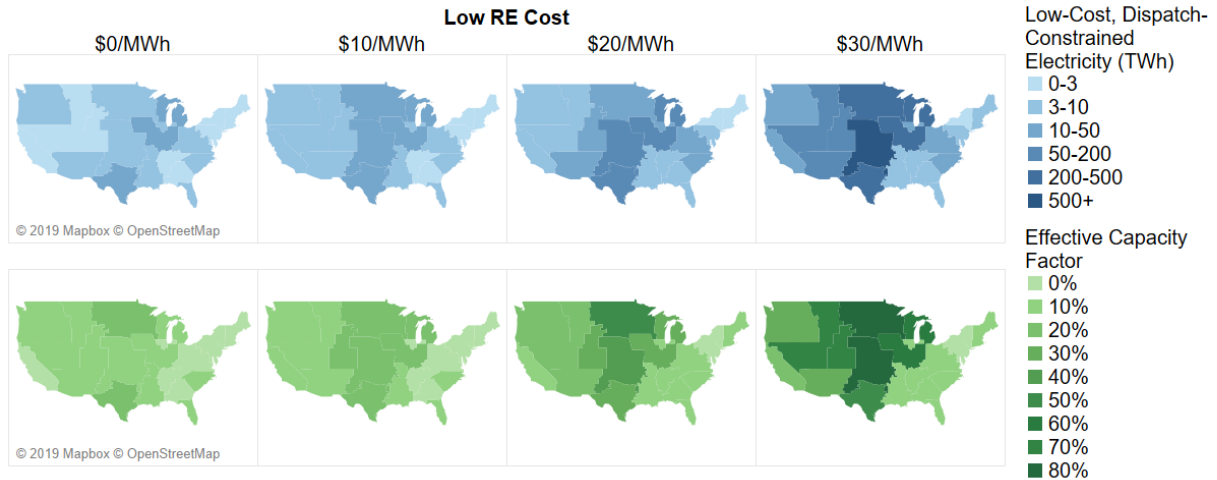 Low RE Cost
$0/MWh
$10/MWh
$20/MWh
$30/MWh
© 2019 Mapbox © OpenStreetMap
© 2019 Mapbox © OpenStreetMap
Low-Cost, Dispatch-
Constrained
Electricity (TWh)
0-3
3-10
10-50
50-200
200-500
500+
Effective Capacity
Factor
0%
10%
20%
30%
40%
50%
60%
70%
80%